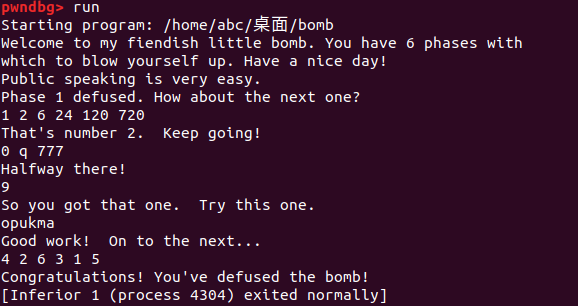 pwndbg> run
Starting program: /home/abc/桌面/bomb
Welcome to my fiendish little bomb. You have 6 phases with
which to blow yourself up. Have a nice day!
Public speaking is very easy.
Phase 1 defused. How about the next one?
1 2 6 24 120 720
That's number 2.  Keep going!
0 q 777
Halfway there!
9
So you got that one.  Try this one.
opukma
Good work!  On to the next...
4 2 6 3 1 5
Congratulations! You've defused the bomb!
[Inferior 1 (process 4304) exited normally]